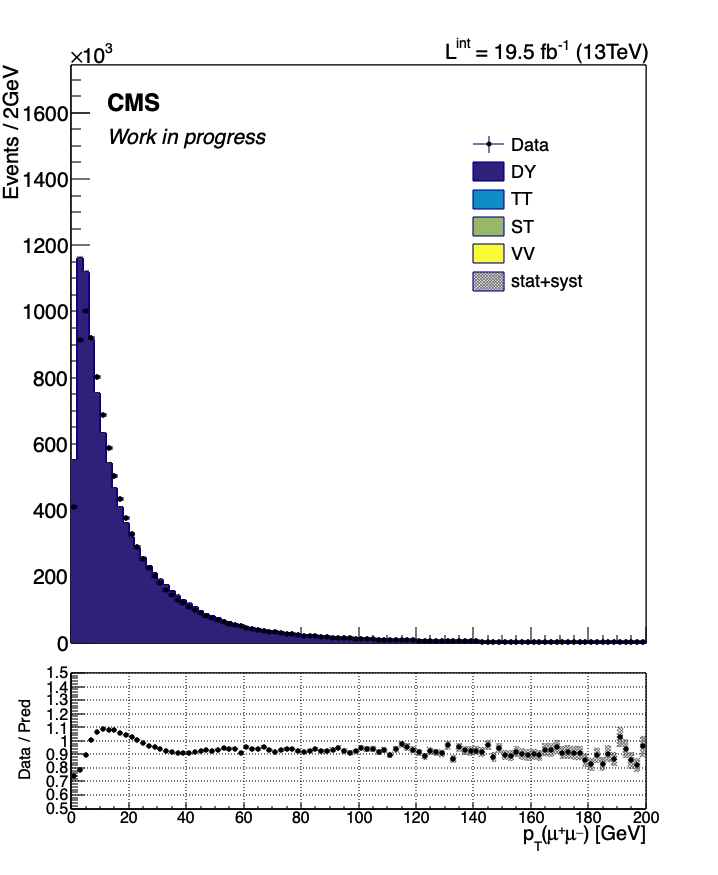 ×10³
L^int = 19.5 fb⁻¹ (13TeV)
Events / 2GeV
CMS
Work in progress
Data
DY
TT
ST
VV
stat+syst
1600
1400
1200
1000
800
600
400
200
0
Data / Pred
1.5
1.4
1.3
1.2
1.1
1
0.9
0.8
0.7
0.6
0.5
0 20 40 60 80 100 120 140 160 180 200
p_T(μ⁺μ⁻) [GeV]